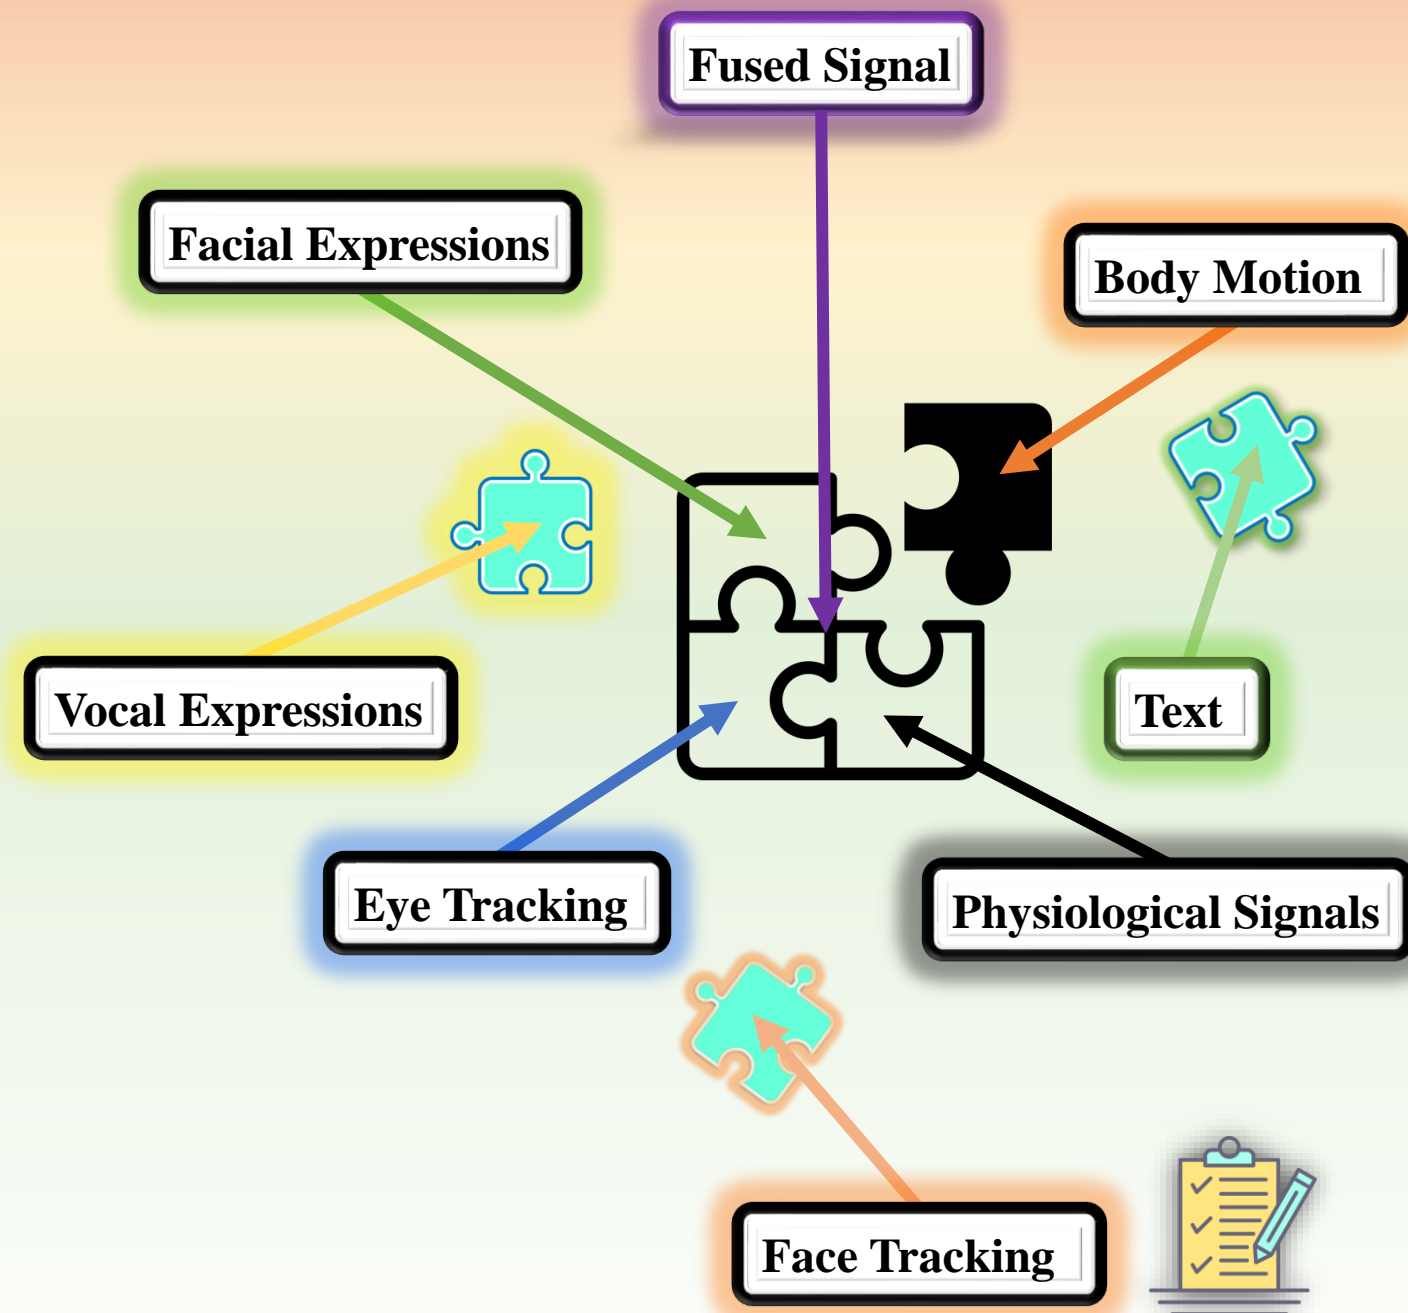 Fused Signal
Facial Expressions
Body Motion
Vocal Expressions
Text
Eye Tracking
Physiological Signals
Face Tracking